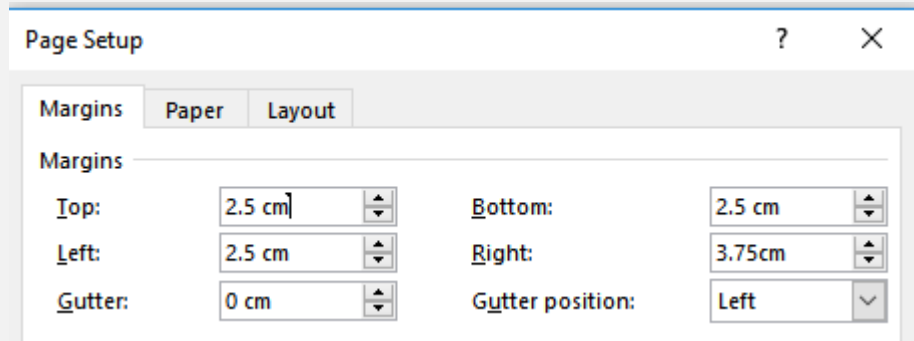 Page Setup ? ×
Margins Paper Layout
Margins
Top: 2.5 cm Bottom: 2.5 cm
Left: 2.5 cm Right: 3.75cm
Gutter: 0 cm Gutter position: Left